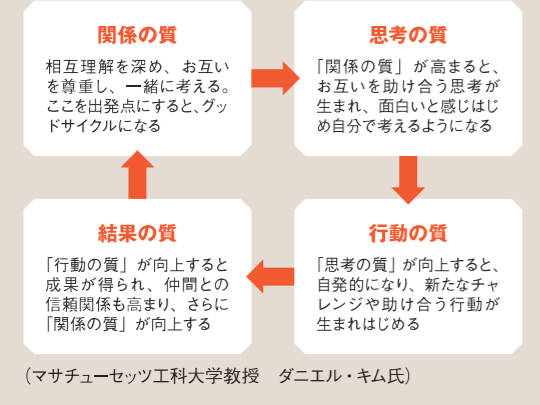 関係の質
相互理解を深め、お互い
を尊重し、一緒に考える。
ここを出発点にすると、グッ
ドサイクルになる
思考の質
「関係の質」が高まると、
お互いを助け合う思考が
生まれ、面白いと感じはじ
め自分で考えるようになる
結果の質
「行動の質」が向上すると
成果が得られ、仲間との
信頼関係も高まり、さらに
「関係の質」が向上する
行動の質
「思考の質」が向上すると、
自発的になり、新たなチャ
レンジや助け合う行動が
生まれはじめる
（マサチューセッツ工科大学教授　ダニエル・キム氏）